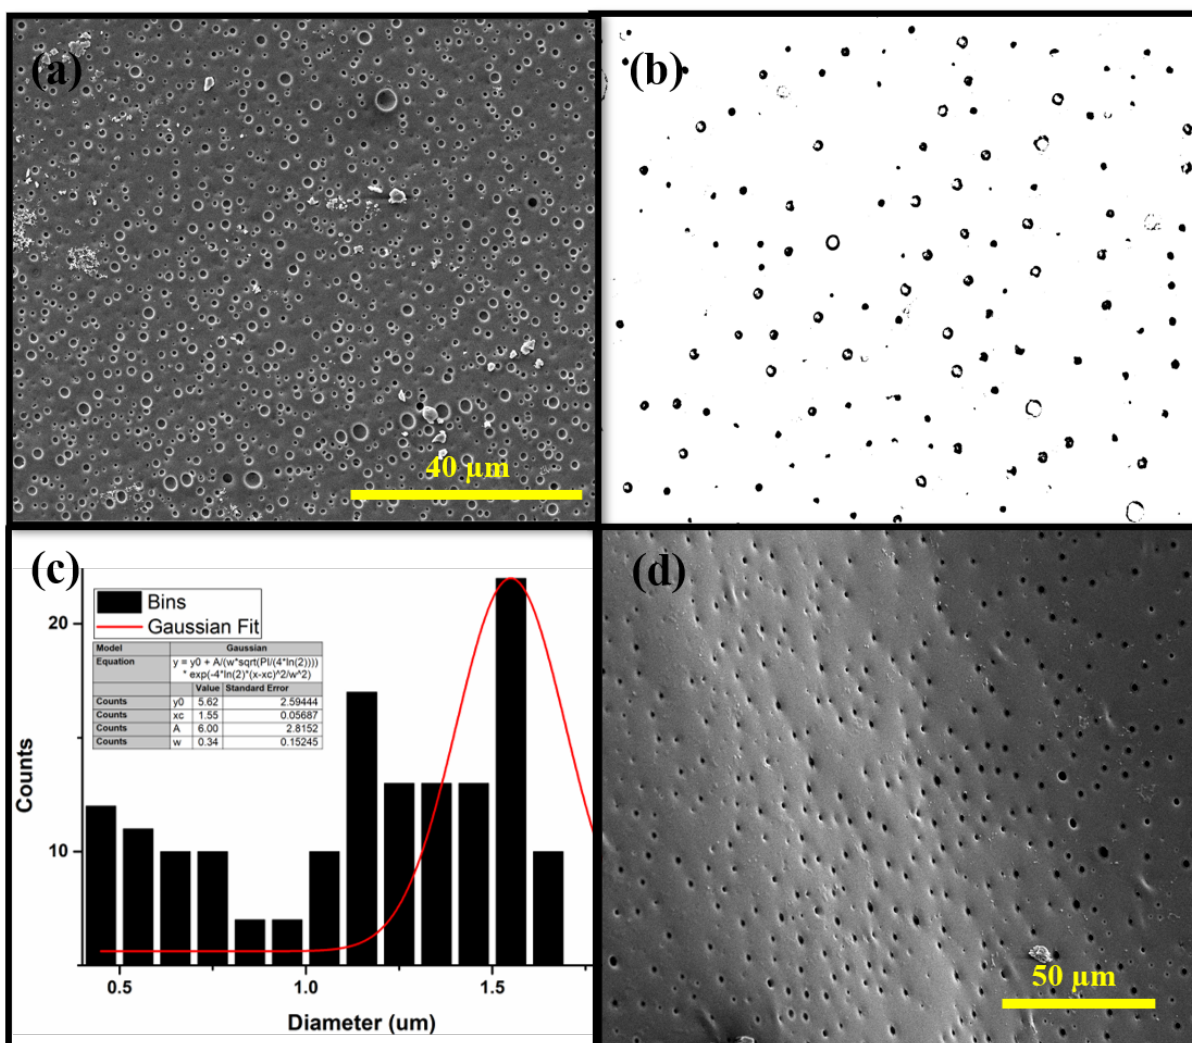 (a)
40 µm
(b)
(c)
Bins
Gaussian Fit
Model Gaussian
Equation y = y0 + A/(w*sqrt(PI/(4*ln(2))))
* exp(-4*ln(2)*(x-xc)^2/w^2)
Value Standard Error
Counts y0 5.62 2.59444
Counts xc 1.55 0.05687
Counts A 6.00 2.8152
Counts w 0.34 0.15245
20
10
Counts
0.5 1.0 1.5
Diameter (um)
(d)
50 µm